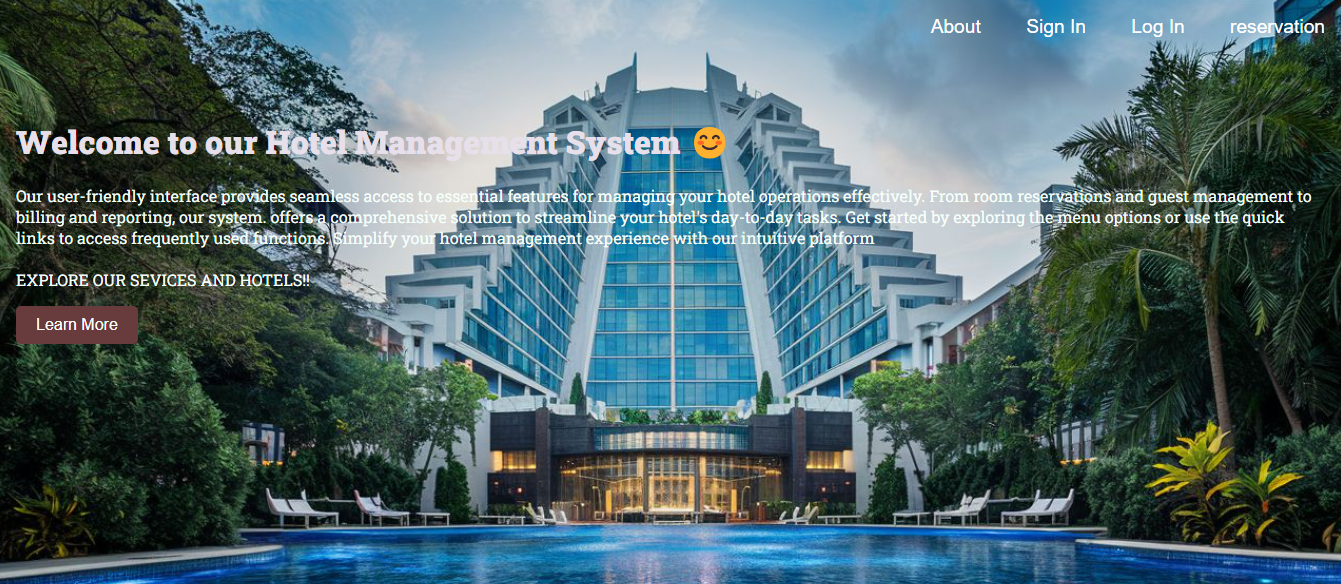 About Sign In Log In reservation
Welcome to our Hotel Management System 😊
Our user-friendly interface provides seamless access to essential features for managing your hotel operations effectively. From room reservations and guest management to
billing and reporting, our system. offers a comprehensive solution to streamline your hotel's day-to-day tasks. Get started by exploring the menu options or use the quick
links to access frequently used functions. Simplify your hotel management experience with our intuitive platform
EXPLORE OUR SEVICES AND HOTELS!!
Learn More